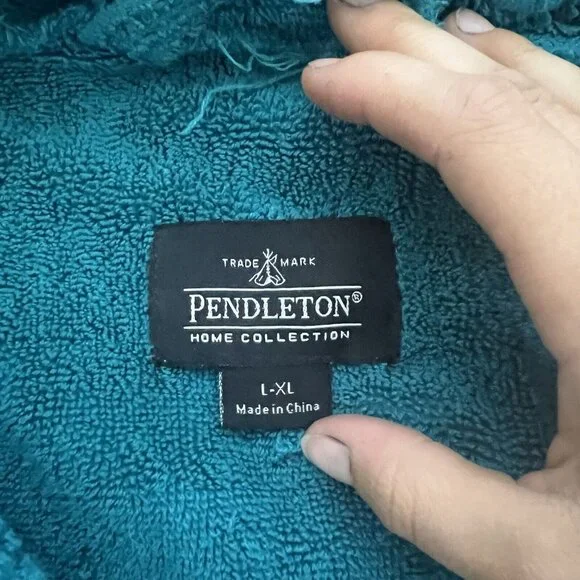 TRADE MARK
PENDLETON®
HOME COLLECTION
L-XL
Made in China